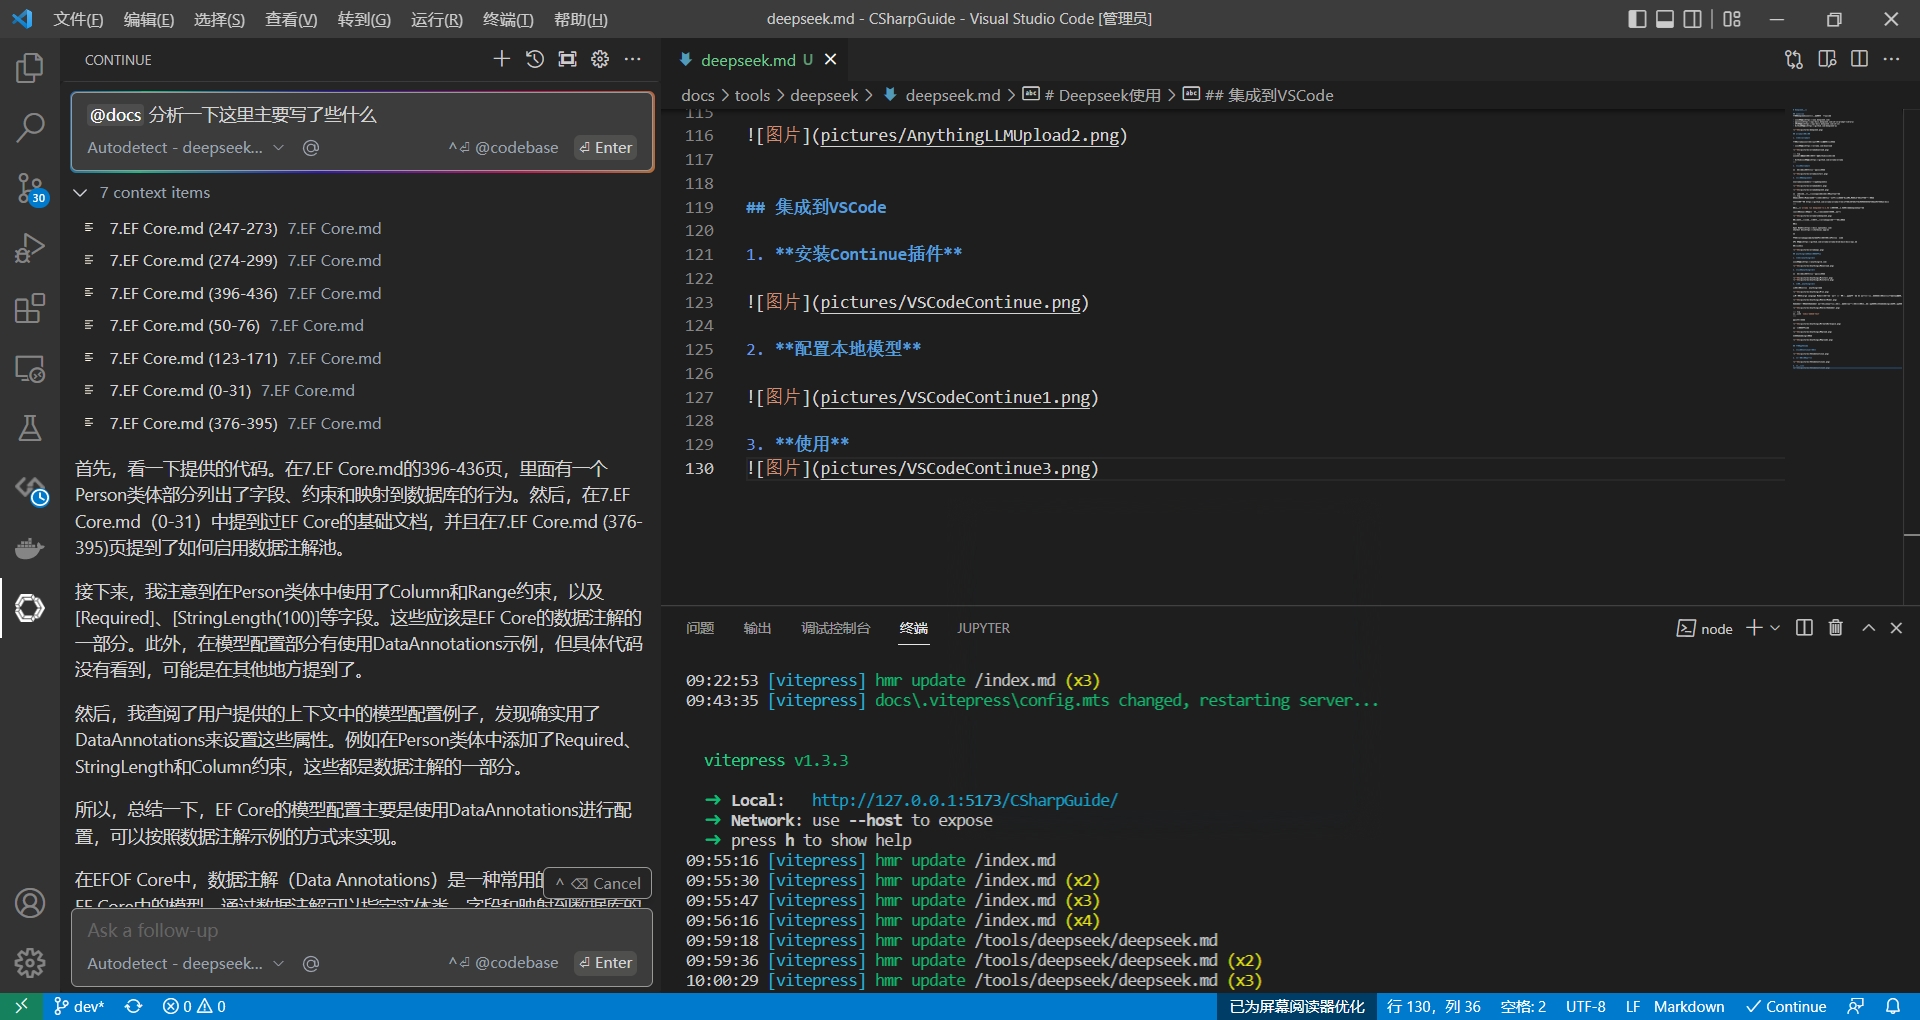 文件(F) 编辑(E) 选择(S) 查看(V) 转到(G) 运行(R) 终端(T) 帮助(H)
deepseek.md - CSharpGuide - Visual Studio Code [管理员]
CONTINUE
@docs 分析一下这里主要写了些什么
Autodetect - deepseek... @ ^⏎ @codebase ⏎ Enter
7 context items
7.EF Core.md (247-273) 7.EF Core.md
7.EF Core.md (274-299) 7.EF Core.md
7.EF Core.md (396-436) 7.EF Core.md
7.EF Core.md (50-76) 7.EF Core.md
7.EF Core.md (123-171) 7.EF Core.md
7.EF Core.md (0-31) 7.EF Core.md
7.EF Core.md (376-395) 7.EF Core.md
首先，看一下提供的代码。在7.EF Core.md的396-436页，里面有一个
Person类体部分列出了字段、约束和映射到数据库的行为。然后，在7.EF
Core.md（0-31）中提到过EF Core的基础文档，并且在7.EF Core.md (376-
395)页提到了如何启用数据注解池。
接下来，我注意到在Person类体中使用了Column和Range约束，以及
[Required]、[StringLength(100)]等字段。这些应该是EF Core的数据注解的
一部分。此外，在模型配置部分有使用DataAnnotations示例，但具体代码
没有看到，可能是在其他地方提到了。
然后，我查阅了用户提供的上下文中的模型配置例子，发现确实用了
DataAnnotations来设置这些属性。例如在Person类体中添加了Required、
StringLength和Column约束，这些都是数据注解的一部分。
所以，总结一下，EF Core的模型配置主要是使用DataAnnotations进行配
置，可以按照数据注解示例的方式来实现。
在EFOF Core中，数据注解（Data Annotations）是一种常用的
^ ⌫ Cancel
EF Core中的模型。通过数据注解可以指定实体类、字段和映射到数据库的
Ask a follow-up
Autodetect - deepseek... @ ^⏎ @codebase ⏎ Enter
30
deepseek.md U
docs > tools > deepseek > deepseek.md > # Deepseek使用 > ## 集成到VSCode
115
116 ![图片](pictures/AnythingLLMUpload2.png)
117
118
119 ## 集成到VSCode
120
121 1. **安装Continue插件**
122
123 ![图片](pictures/VSCodeContinue.png)
124
125 2. **配置本地模型**
126
127 ![图片](pictures/VSCodeContinue1.png)
128
129 3. **使用**
130 ![图片](pictures/VSCodeContinue3.png)
问题 输出 调试控制台 终端 JUPYTER
node
09:22:53 [vitepress] hmr update /index.md (x3)
09:43:35 [vitepress] docs\.vitepress\config.mts changed, restarting server...
vitepress v1.3.3
➜ Local: http://127.0.0.1:5173/CSharpGuide/
➜ Network: use --host to expose
➜ press h to show help
09:55:16 [vitepress] hmr update /index.md
09:55:30 [vitepress] hmr update /index.md (x2)
09:55:47 [vitepress] hmr update /index.md (x3)
09:56:16 [vitepress] hmr update /index.md (x4)
09:59:18 [vitepress] hmr update /tools/deepseek/deepseek.md
09:59:36 [vitepress] hmr update /tools/deepseek/deepseek.md (x2)
10:00:29 [vitepress] hmr update /tools/deepseek/deepseek.md (x3)
dev* 0 0
已为屏幕阅读器优化 行 130，列 36 空格: 2 UTF-8 LF Markdown Continue